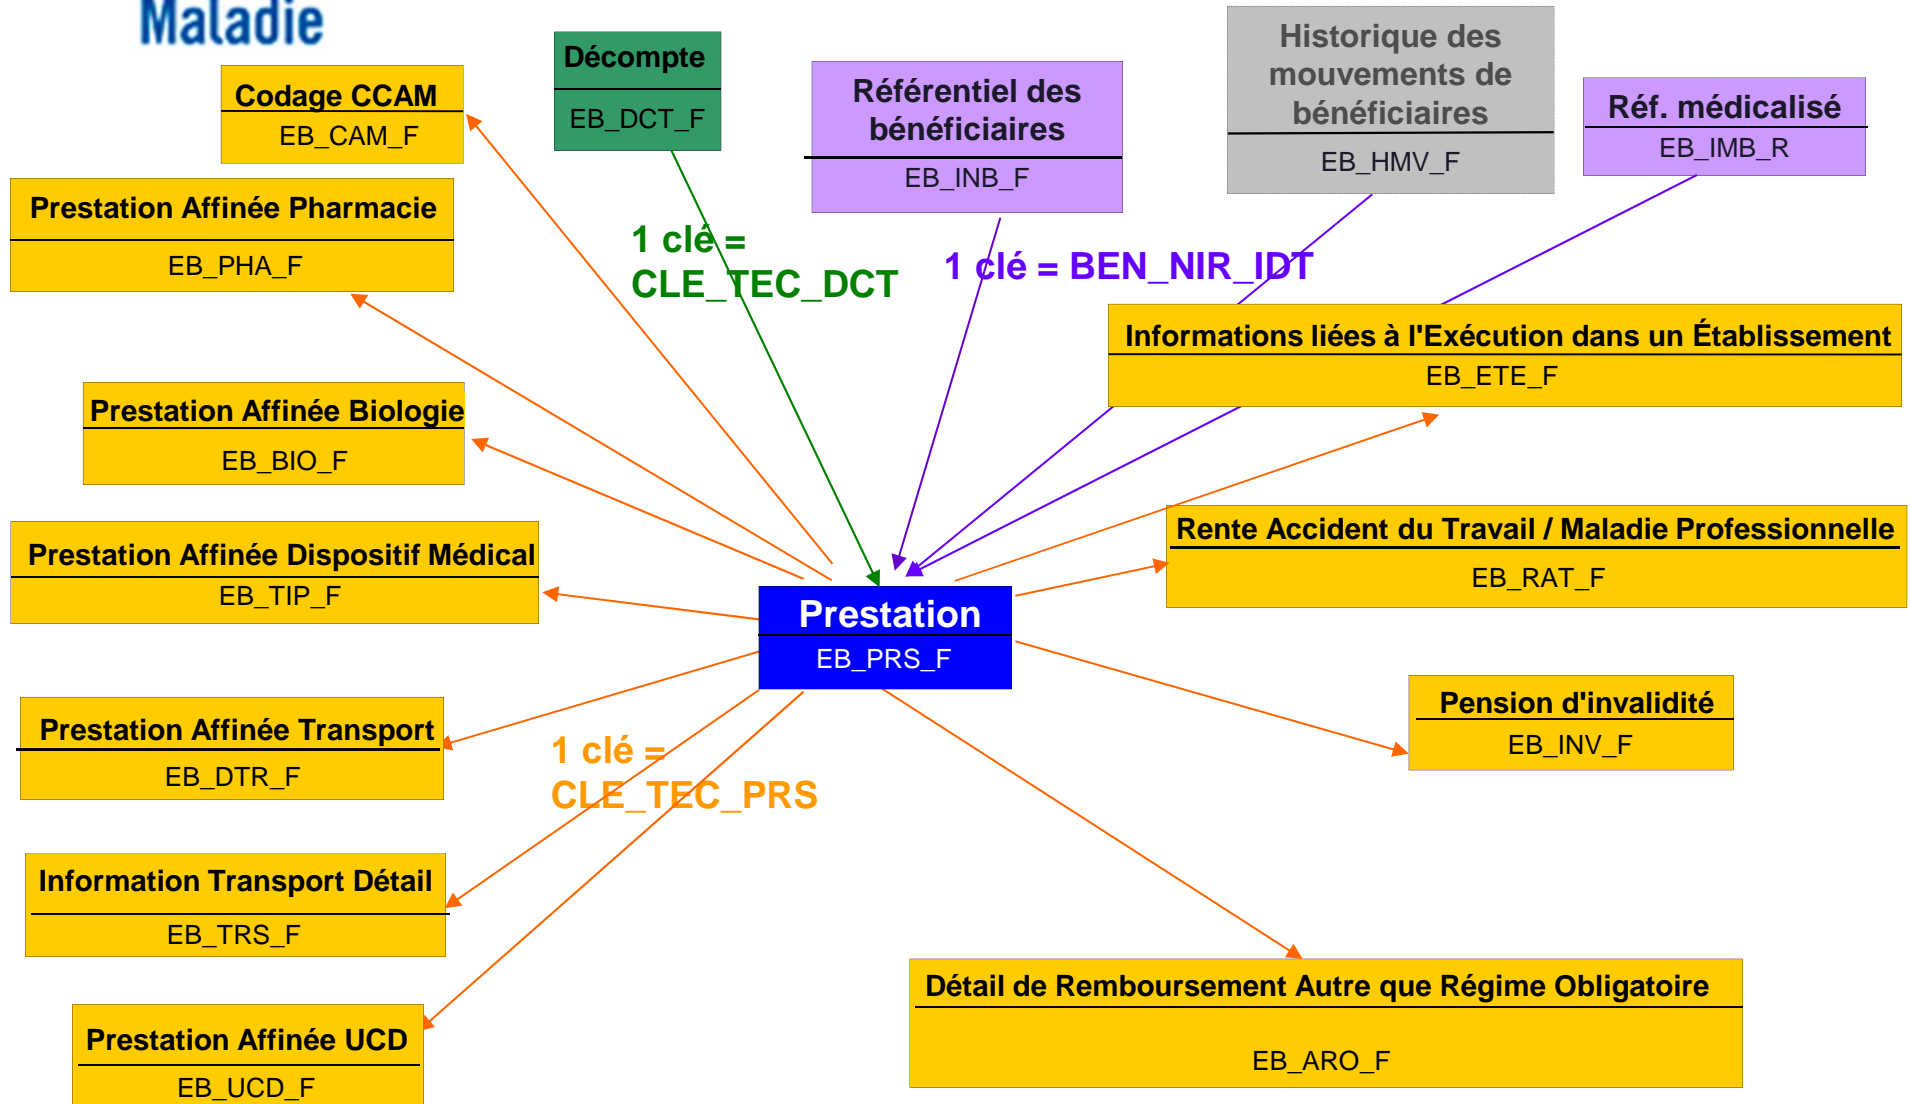 Maladie
Codage CCAM
EB_CAM_F
Décompte
EB_DCT_F
Référentiel des
bénéficiaires
EB_INB_F
Historique des
mouvements de
bénéficiaires
EB_HMV_F
Réf. médicalisé
EB_IMB_R
Prestation Affinée Pharmacie
EB_PHA_F
1 clé =
CLE_TEC_DCT
1 clé = BEN_NIR_IDT
Informations liées à l'Exécution dans un Établissement
EB_ETE_F
Prestation Affinée Biologie
EB_BIO_F
Prestation Affinée Dispositif Médical
EB_TIP_F
Rente Accident du Travail / Maladie Professionnelle
EB_RAT_F
Prestation
EB_PRS_F
Prestation Affinée Transport
EB_DTR_F
1 clé =
CLE_TEC_PRS
Pension d'invalidité
EB_INV_F
Information Transport Détail
EB_TRS_F
Prestation Affinée UCD
EB_UCD_F
Détail de Remboursement Autre que Régime Obligatoire
EB_ARO_F